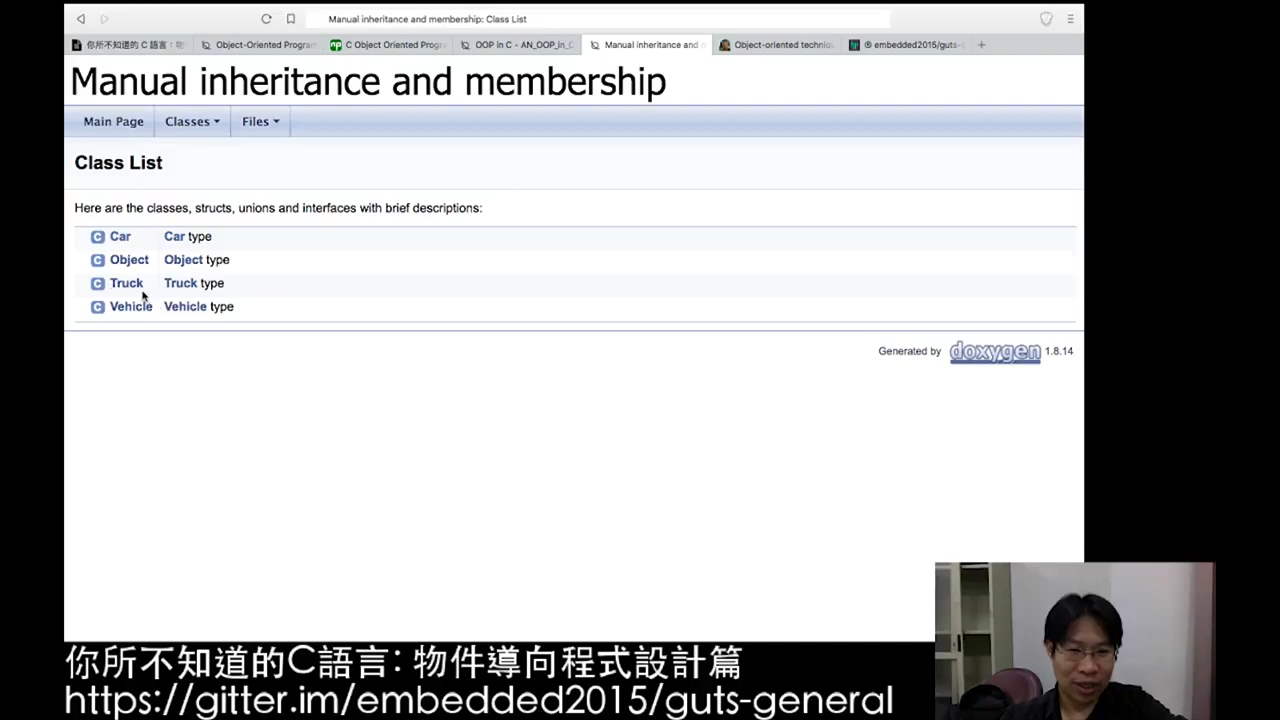 Manual inheritance and membership: Class List
你所不知道的 C 語言：物
Object-Oriented Program
C Object Oriented Progra
OOP in C - AN_OOP_in_C
Manual inheritance and m
Object-oriented techniqu
embedded2015/guts-g
Manual inheritance and membership
Main Page
Classes
Files
Class List
Here are the classes, structs, unions and interfaces with brief descriptions:
C Car Car type
C Object Object type
C Truck Truck type
C Vehicle Vehicle type
Generated by doxygen 1.8.14
你所不知道的C語言: 物件導向程式設計篇
https://gitter.im/embedded2015/guts-general